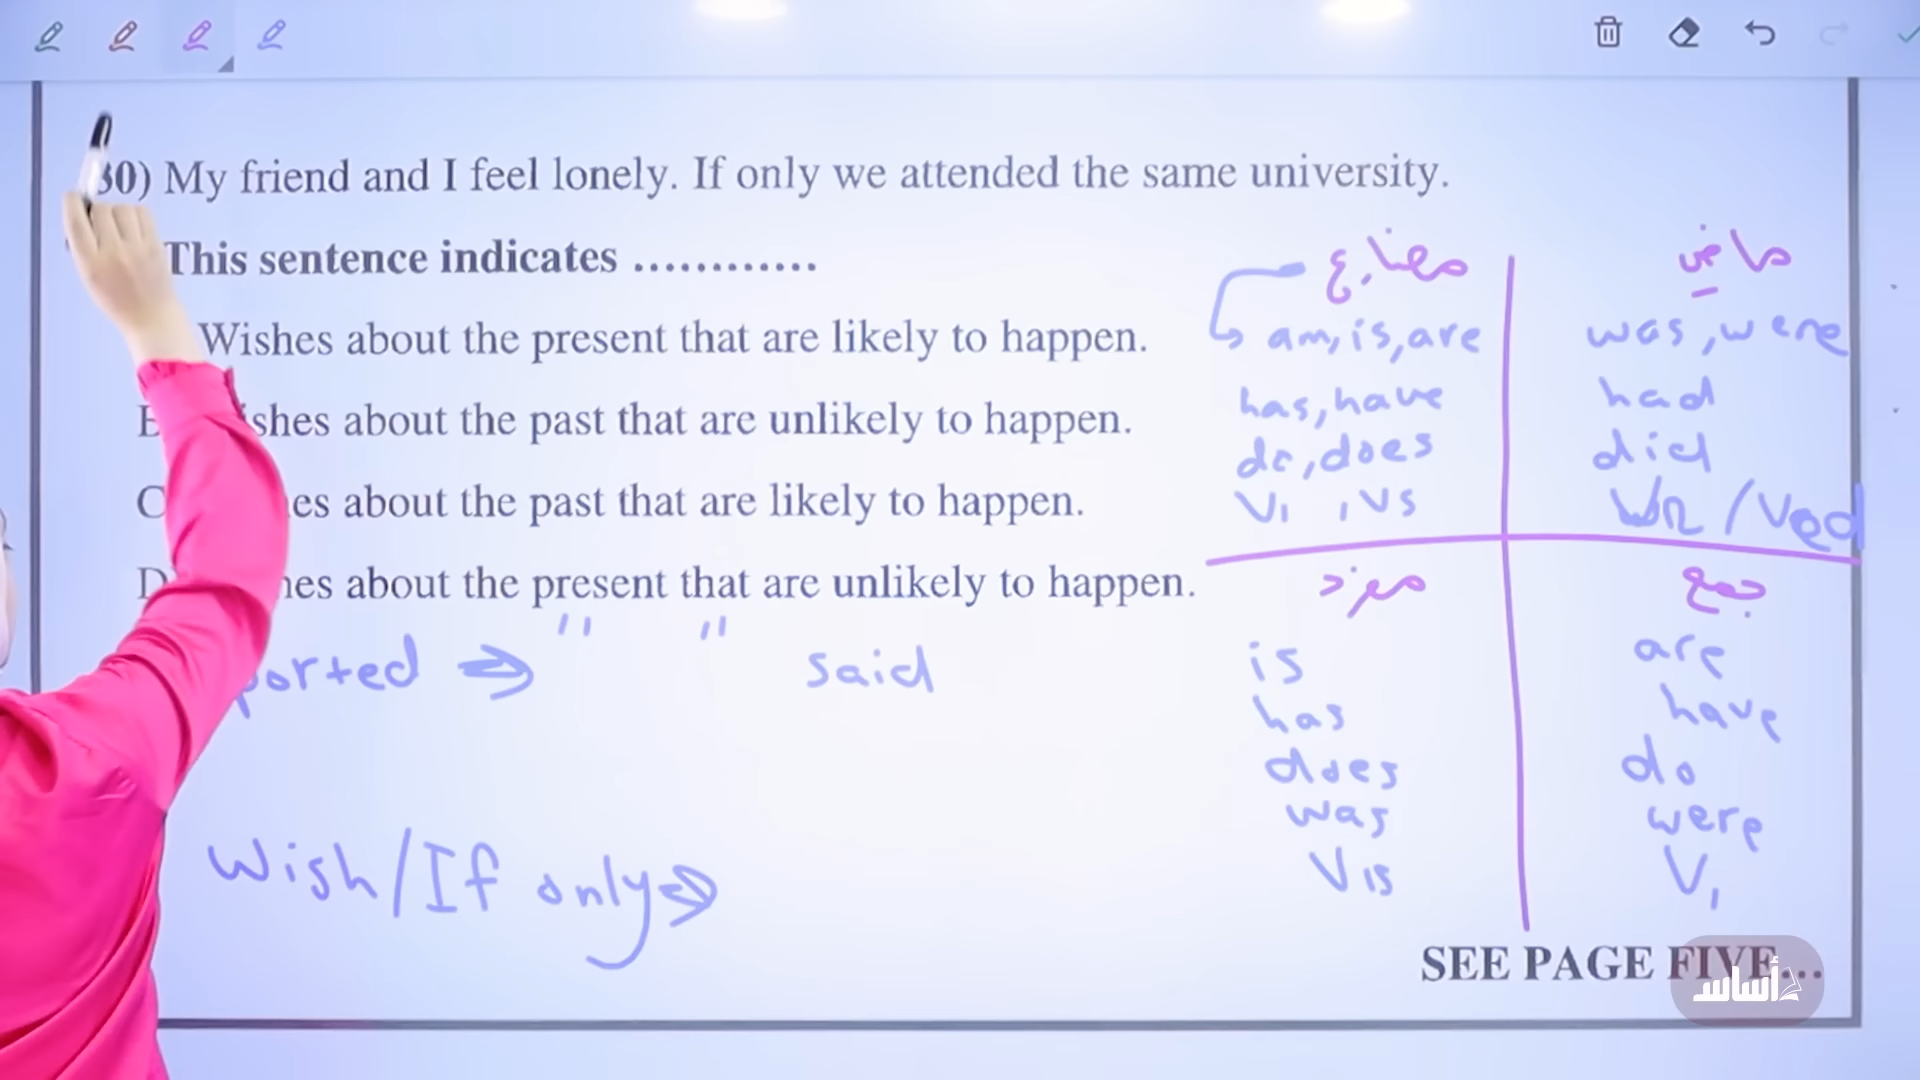 30) My friend and I feel lonely. If only we attended the same university.
This sentence indicates ............
Wishes about the present that are likely to happen.
shes about the past that are unlikely to happen.
C es about the past that are likely to happen.
D hes about the present that are unlikely to happen.
ported → " " said
Wish/If only →
مضارع
am, is, are
has, have
do, does
V1 , Vs
ماضي
was, were
had
did
V2 / Ved
مفرد
is
has
does
was
V1s
جمع
are
have
do
were
V1
SEE PAGE FIVE...
أساس